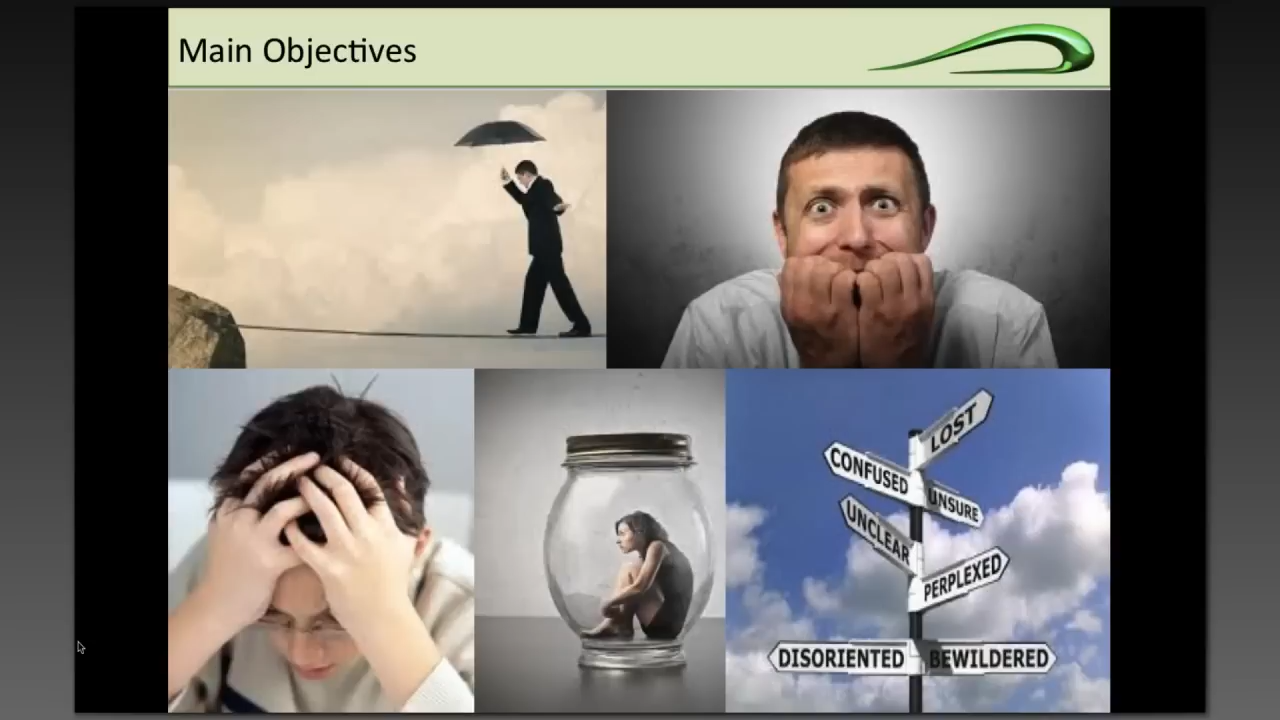 Main Objectives
LOST
CONFUSED
UNSURE
UNCLEAR
PERPLEXED
DISORIENTED
BEWILDERED